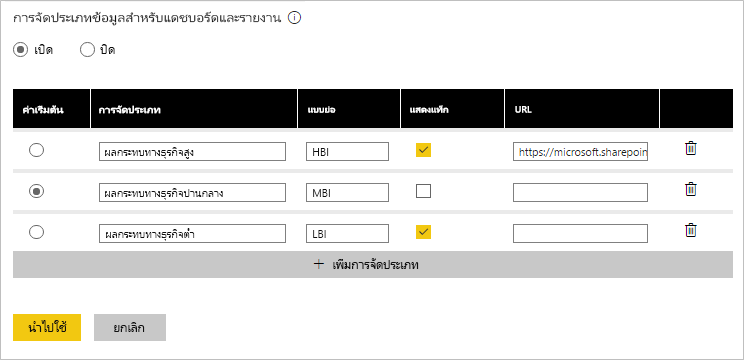 การจัดประเภทข้อมูลสำหรับแดชบอร์ดและรายงาน
เปิด ปิด
ค่าเริ่มต้น การจัดประเภท แบบย่อ แสดงแท็ก URL
ผลกระทบทางธุรกิจสูง HBI https://microsoft.sharepoin
ผลกระทบทางธุรกิจปานกลาง MBI
ผลกระทบทางธุรกิจต่ำ LBI
+ เพิ่มการจัดประเภท
นำไปใช้ ยกเลิก